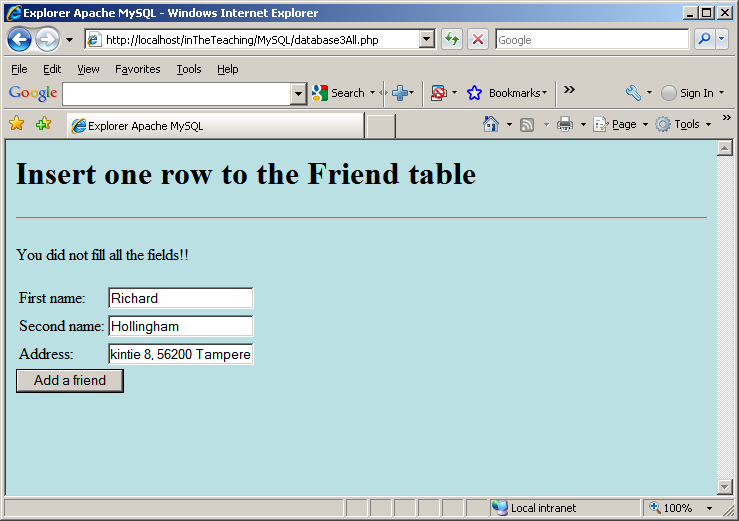 Explorer Apache MySQL - Windows Internet Explorer
http://localhost/inTheTeaching/MySQL/database3All.php
Google
File Edit View Favorites Tools Help
Google Search Bookmarks Sign In
Explorer Apache MySQL Page Tools
Insert one row to the Friend table
You did not fill all the fields!!
First name: Richard
Second name: Hollingham
Address: kintie 8, 56200 Tampere
Add a friend
Local intranet 100%